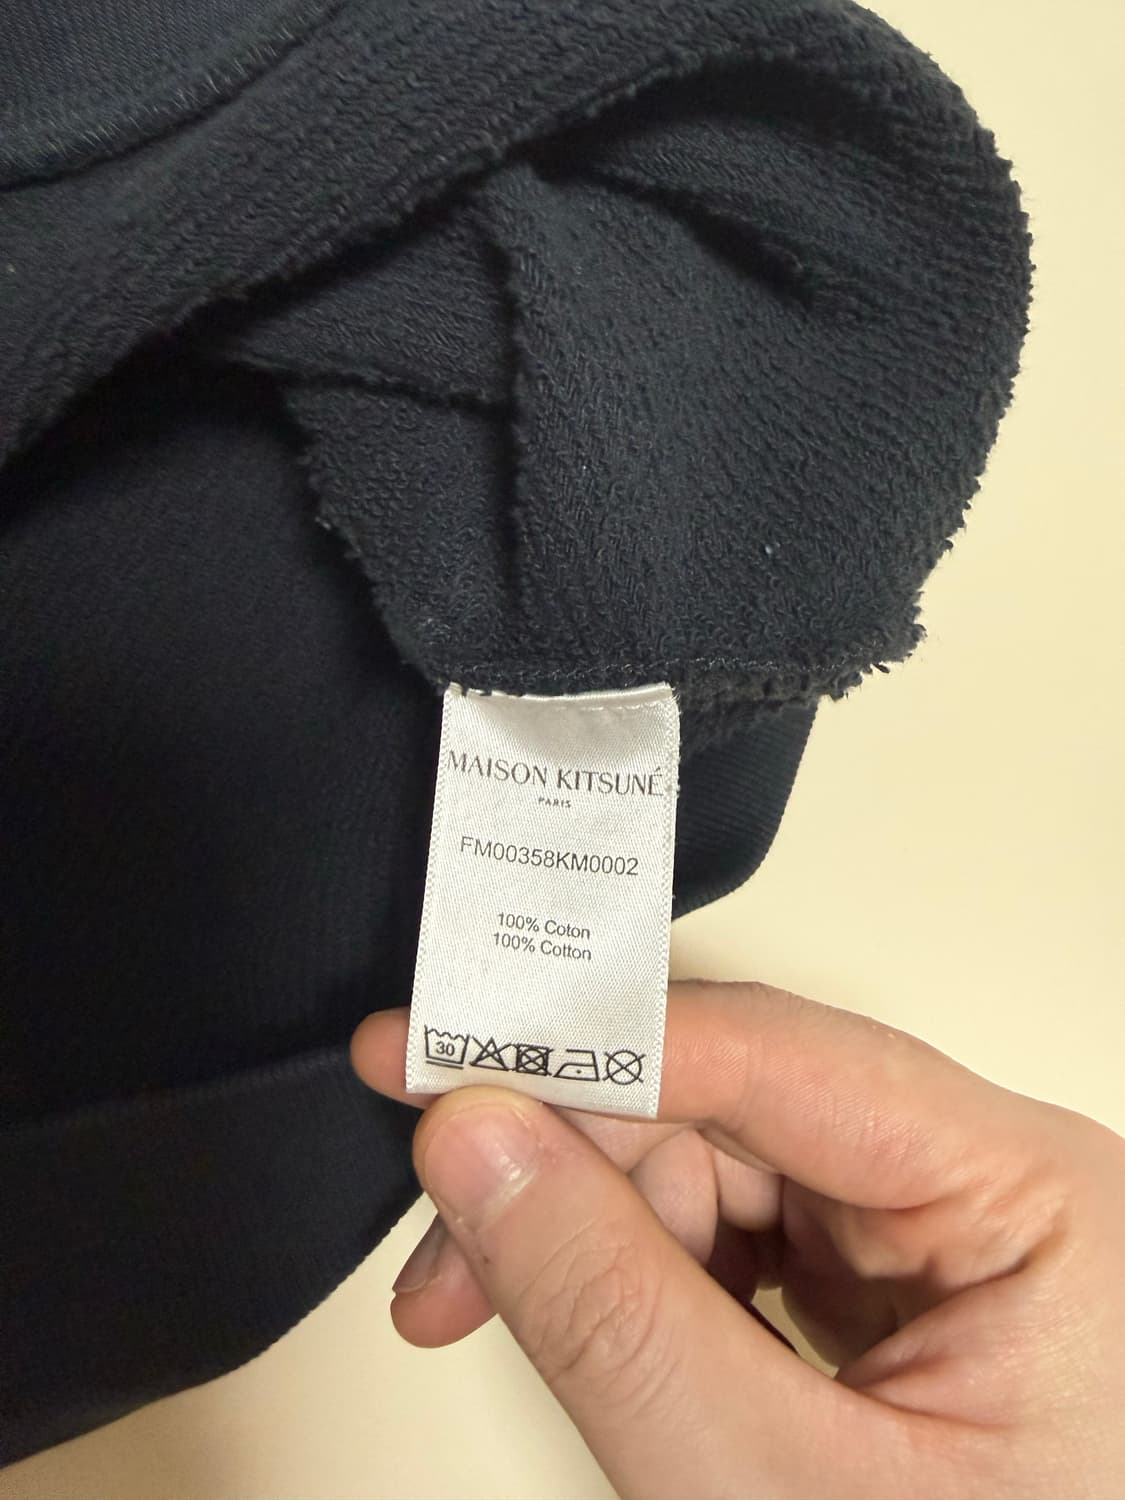 MAISON KITSUNÉ
PARIS
FM00358KM0002
100% Coton
100% Cotton
30